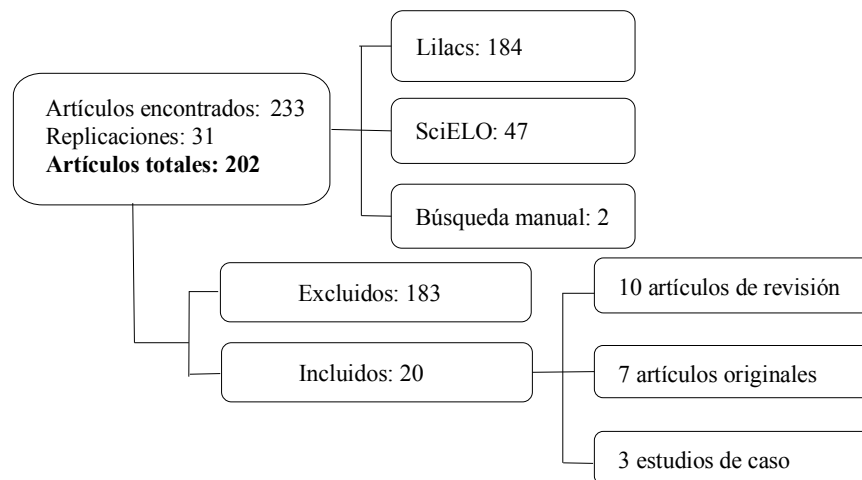 Lilacs: 184
Artículos encontrados: 233
Replicaciones: 31
Artículos totales: 202
SciELO: 47
Búsqueda manual: 2
Excluidos: 183
10 artículos de revisión
Incluidos: 20
7 artículos originales
3 estudios de caso